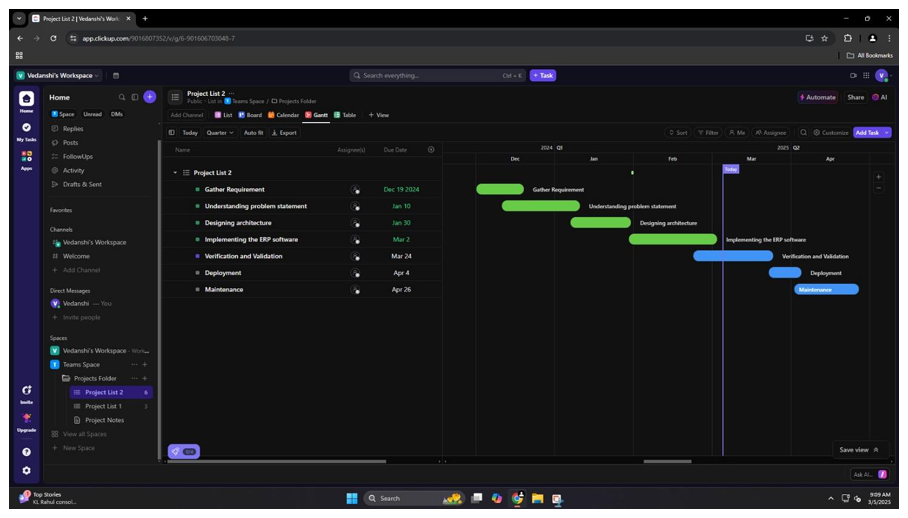 Project List 2 | Vedanshi's Work
app.clickup.com/9016807352/v/g/6-901606703048-7
All Bookmarks
Vedanshi's Workspace
Search everything...
Ctrl + K
+ Task
Home
Home
My Tasks
Apps
Invite
Upgrade
Space
Unread
DMs
Replies
Posts
FollowUps
Activity
Drafts & Sent
Favorites
Channels
Vedanshi's Workspace
Welcome
+ Add Channel
Direct Messages
Vedanshi — You
+ Invite people
Spaces
Vedanshi's Workspace - Work...
Teams Space
Projects Folder
Project List 2 6
Project List 1 3
Project Notes
View all Spaces
+ New Space
Project List 2 ...
Public · List in T Teams Space / Projects Folder
Automate
Share
AI
Add Channel
List
Board
Calendar
Gantt
Table
+ View
Today
Quarter
Auto fit
Export
Sort
Filter
Me
Assignee
Customize
Add Task
Name
Assignee(s)
Due Date
2024 Q1
2025 Q2
Dec
Jan
Feb
Mar
Apr
Today
Project List 2
Gather Requirement
Dec 19 2024
Gather Requirement
Understanding problem statement
Jan 10
Understanding problem statement
Designing architecture
Jan 30
Designing architecture
Implementing the ERP software
Mar 2
Implementing the ERP software
Verification and Validation
Mar 24
Verification and Validation
Deployment
Apr 4
Deployment
Maintenance
Apr 26
Maintenance
Save view
Ask AI...
Top Stories
KL Rahul consol...
Search
9:09 AM
3/5/2025